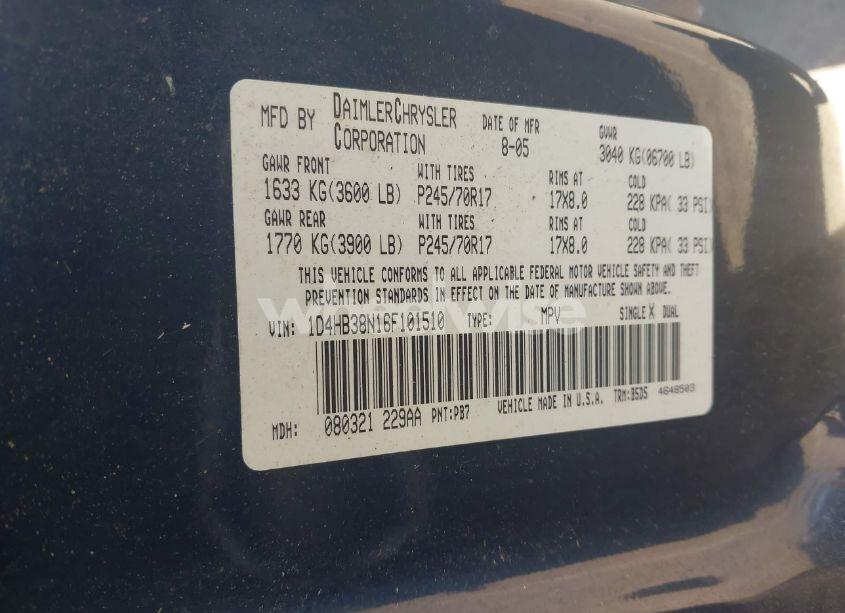 MFD BY DAIMLERCHRYSLER CORPORATION DATE OF MFR 8-05 GVWR 3040 KG(06700 LB)
GAWR FRONT WITH TIRES RIMS AT COLD
1633 KG(3600 LB) P245/70R17 17X8.0 228 KPA( 33 PSI)
GAWR REAR WITH TIRES RIMS AT COLD
1770 KG(3900 LB) P245/70R17 17X8.0 228 KPA( 33 PSI)
THIS VEHICLE CONFORMS TO ALL APPLICABLE FEDERAL MOTOR VEHICLE SAFETY AND THEFT
PREVENTION STANDARDS IN EFFECT ON THE DATE OF MANUFACTURE SHOWN ABOVE.
wheelwise
VIN: 1D4HB38N16F101510 TYPE: MPV SINGLE X DUAL
MDH: 080321 229AA PNT:PB7 VEHICLE MADE IN U.S.A. TRM:B5D5 4648503